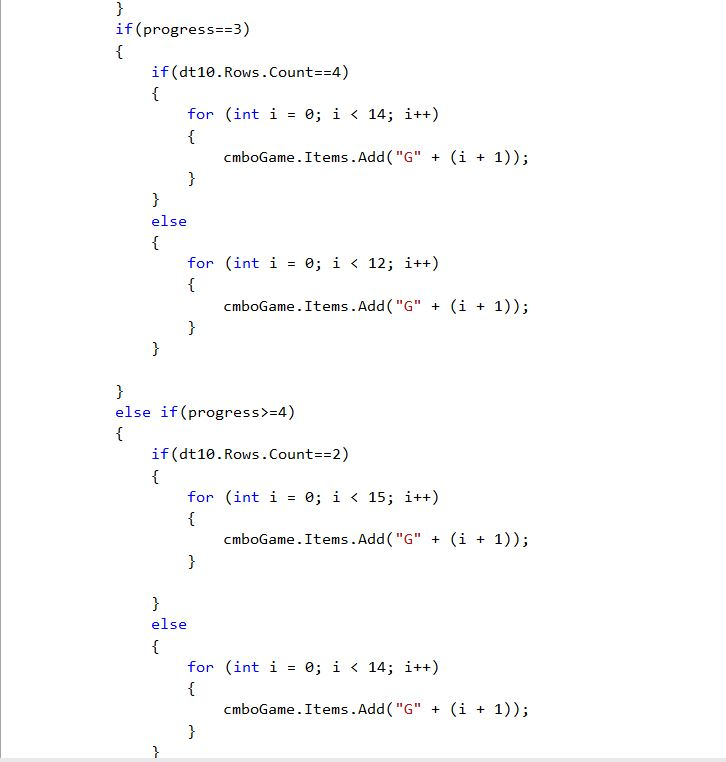 }
if(progress==3)
{
if(dt10.Rows.Count==4)
{
for (int i = 0; i < 14; i++)
{
cmboGame.Items.Add("G" + (i + 1));
}
}
else
{
for (int i = 0; i < 12; i++)
{
cmboGame.Items.Add("G" + (i + 1));
}
}
}
else if(progress>=4)
{
if(dt10.Rows.Count==2)
{
for (int i = 0; i < 15; i++)
{
cmboGame.Items.Add("G" + (i + 1));
}
}
else
{
for (int i = 0; i < 14; i++)
{
cmboGame.Items.Add("G" + (i + 1));
}
}